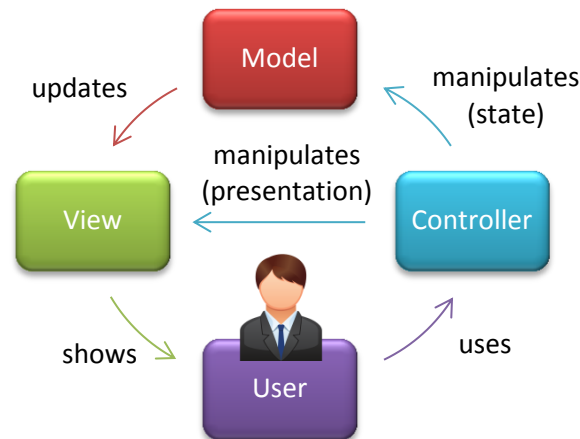 Model
updates
manipulates
(state)
manipulates
(presentation)
View
Controller
shows
uses
User